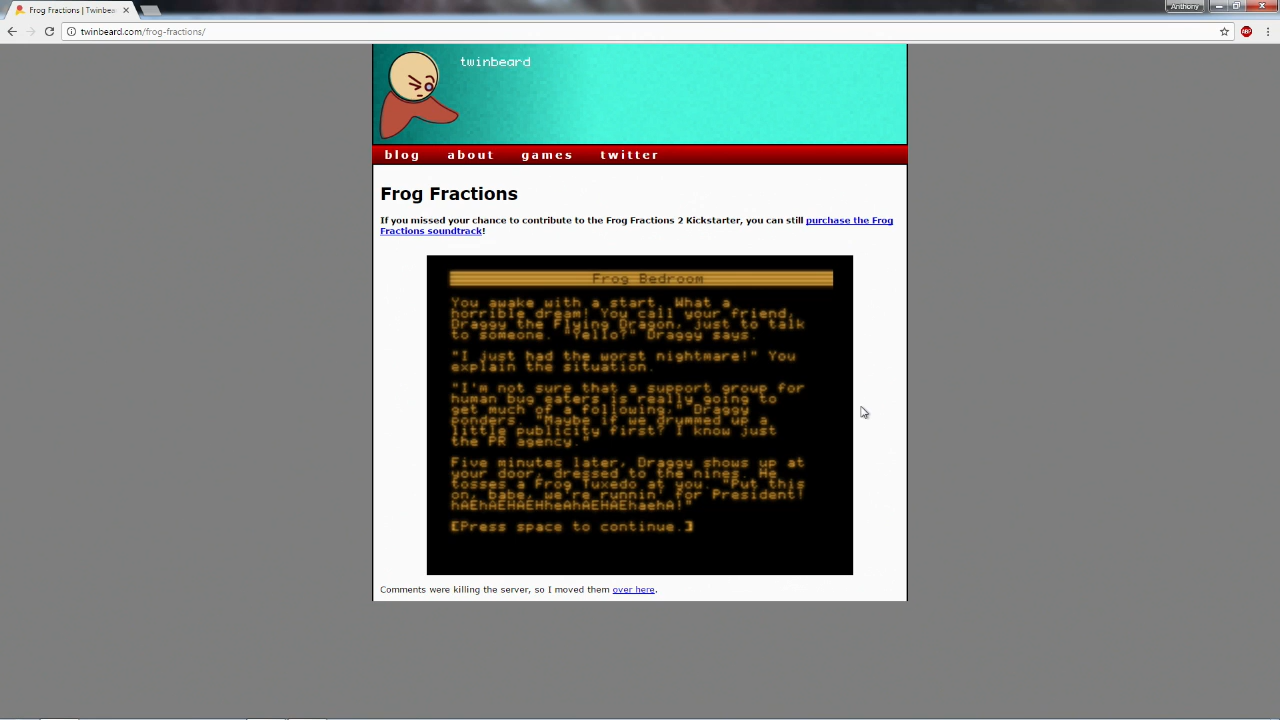 Frog Fractions | Twinbea
Anthony
twinbeard.com/frog-fractions/
ABP
twinbeard
blog about games twitter
Frog Fractions
If you missed your chance to contribute to the Frog Fractions 2 Kickstarter, you can still purchase the Frog
Fractions soundtrack!
Frog Bedroom
You awake with a start. What a
horrible dream! You call your friend,
Draggy the Flying Dragon, just to talk
to someone. "Yello?" Draggy says.
"I just had the worst nightmare!" You
explain the situation.
"I'm not sure that a support group for
human bug eaters is really going to
get much of a following," Draggy
ponders. "Maybe if we drummed up a
little publicity first? I know just
the PR agency."
Five minutes later, Draggy shows up at
your door, dressed to the nines. He
tosses a Frog Tuxedo at you. "Put this
on, babe, we're runnin' for President!
hAEhAEHAEHheAhAEHAEhaehA!"
[Press space to continue.]
Comments were killing the server, so I moved them over here.